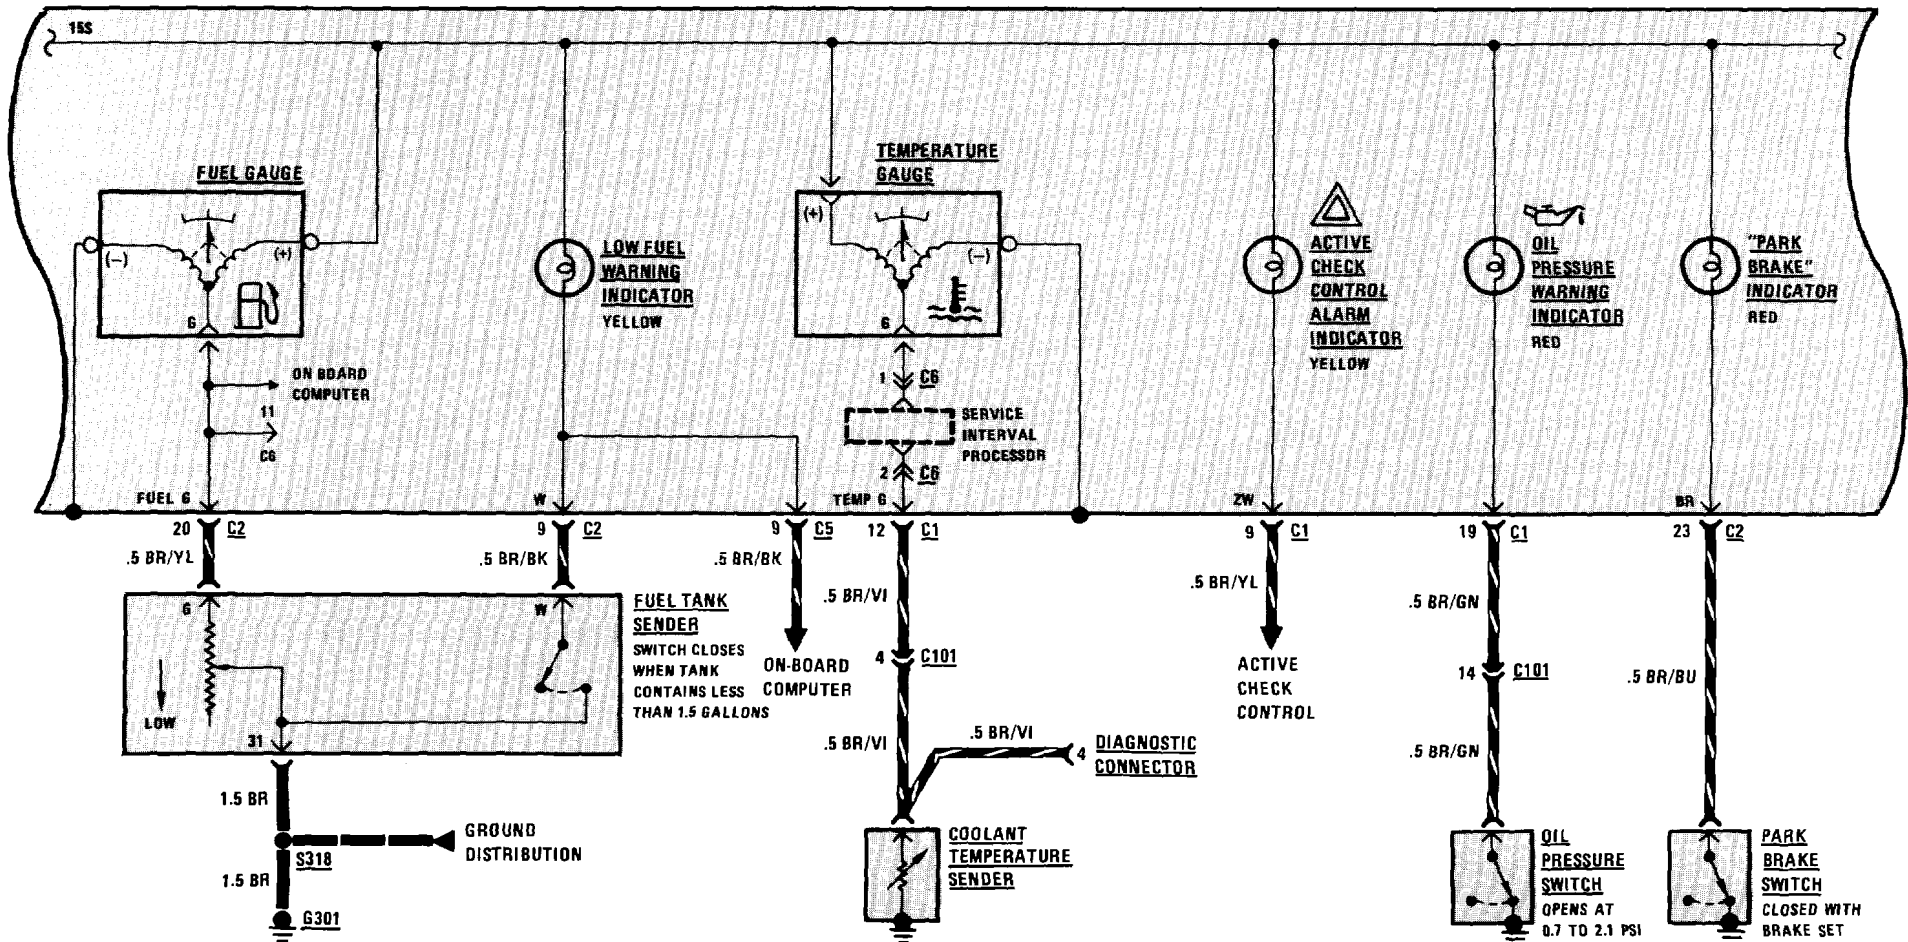 15S
FUEL GAUGE
(–)
(+)
G
ON BOARD
COMPUTER
11
C6
FUEL G
LOW FUEL
WARNING
INDICATOR
YELLOW
W
TEMPERATURE
GAUGE
(+)
(–)
G
1 C6
SERVICE
INTERVAL
PROCESSOR
2 C6
TEMP G
ACTIVE
CHECK
CONTROL
ALARM
INDICATOR
YELLOW
ZW
OIL
PRESSURE
WARNING
INDICATOR
RED
"PARK
BRAKE"
INDICATOR
RED
BR
20 C2
9 C2
9 C5
12 C1
9 C1
19 C1
23 C2
.5 BR/YL
.5 BR/BK
.5 BR/BK
.5 BR/VI
.5 BR/YL
.5 BR/GN
.5 BR/BU
G
W
LOW
31
FUEL TANK
SENDER
SWITCH CLOSES
WHEN TANK
CONTAINS LESS
THAN 1.5 GALLONS
ON-BOARD
COMPUTER
4 C101
.5 BR/VI
.5 BR/VI
4 DIAGNOSTIC
CONNECTOR
ACTIVE
CHECK
CONTROL
14 C101
.5 BR/GN
1.5 BR
GROUND
DISTRIBUTION
S318
1.5 BR
G301
COOLANT
TEMPERATURE
SENDER
OIL
PRESSURE
SWITCH
OPENS AT
0.7 TO 2.1 PSI
PARK
BRAKE
SWITCH
CLOSED WITH
BRAKE SET